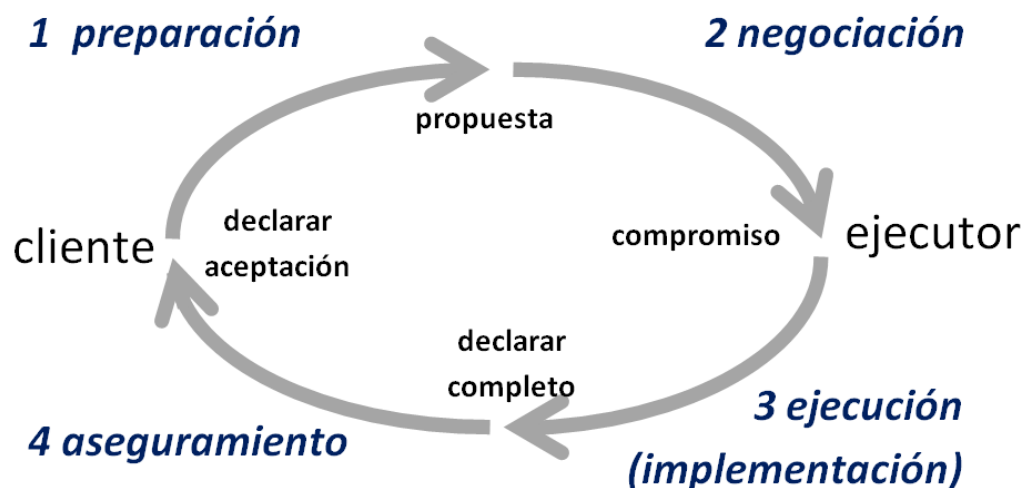 1 preparación
2 negociación
propuesta
cliente
declarar
aceptación
compromiso
ejecutor
declarar
completo
4 aseguramiento
3 ejecución
(implementación)